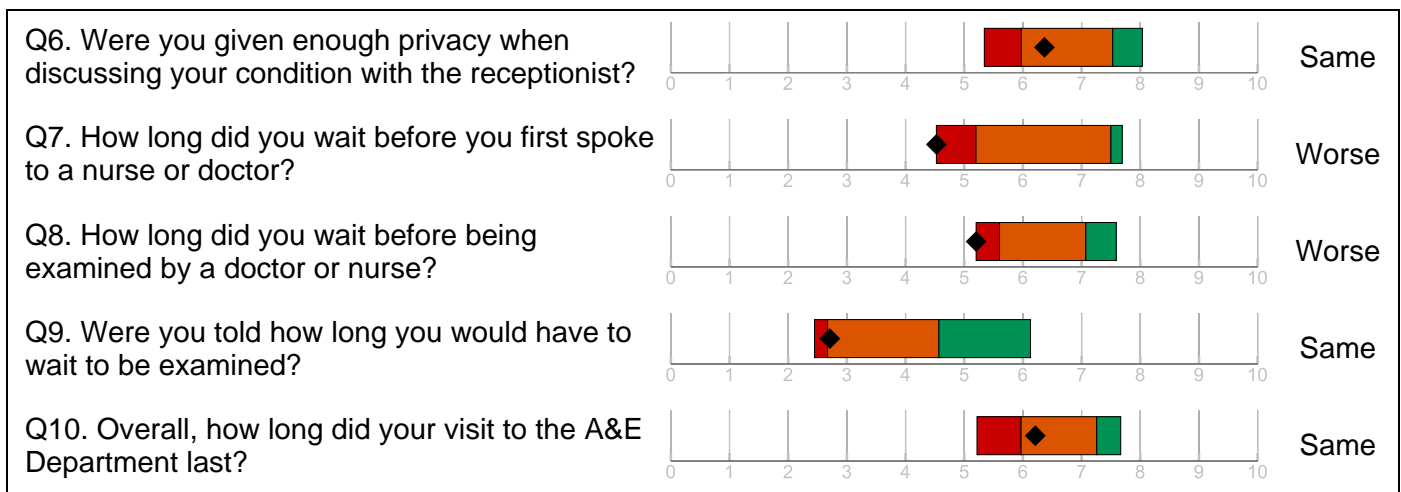 Q6. Were you given enough privacy when
discussing your condition with the receptionist?
0 1 2 3 4 5 6 7 8 9 10
Same
Q7. How long did you wait before you first spoke
to a nurse or doctor?
0 1 2 3 4 5 6 7 8 9 10
Worse
Q8. How long did you wait before being
examined by a doctor or nurse?
0 1 2 3 4 5 6 7 8 9 10
Worse
Q9. Were you told how long you would have to
wait to be examined?
0 1 2 3 4 5 6 7 8 9 10
Same
Q10. Overall, how long did your visit to the A&E
Department last?
0 1 2 3 4 5 6 7 8 9 10
Same